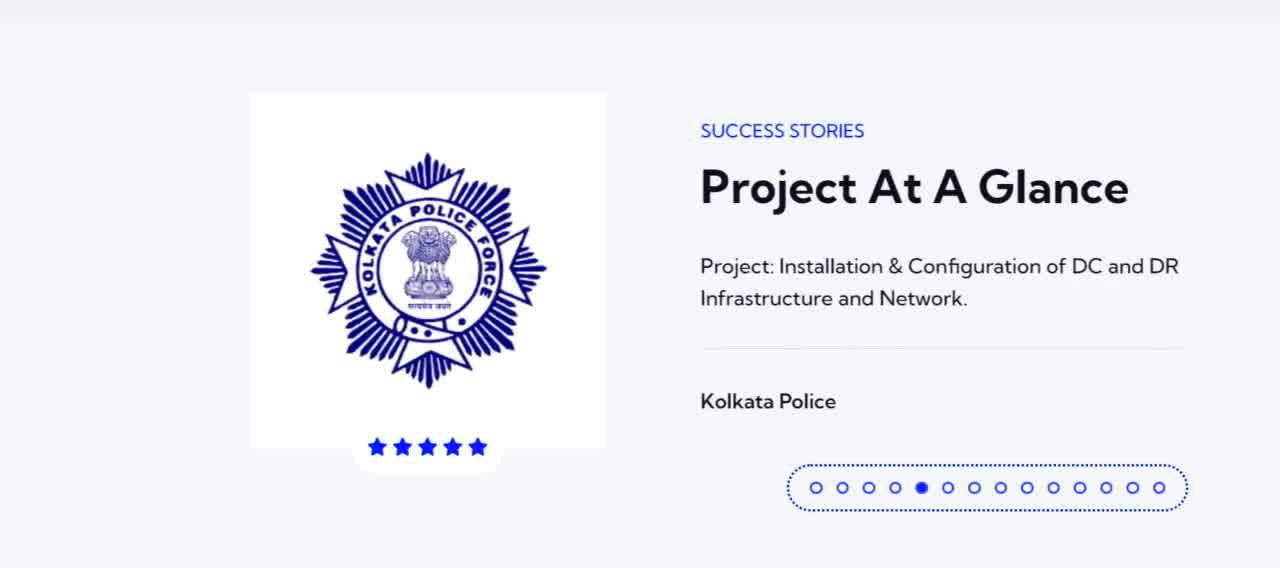 KOLKATA POLICE FORCE
सत्यमेव जयते
SUCCESS STORIES
Project At A Glance
Project: Installation & Configuration of DC and DR
Infrastructure and Network.
Kolkata Police